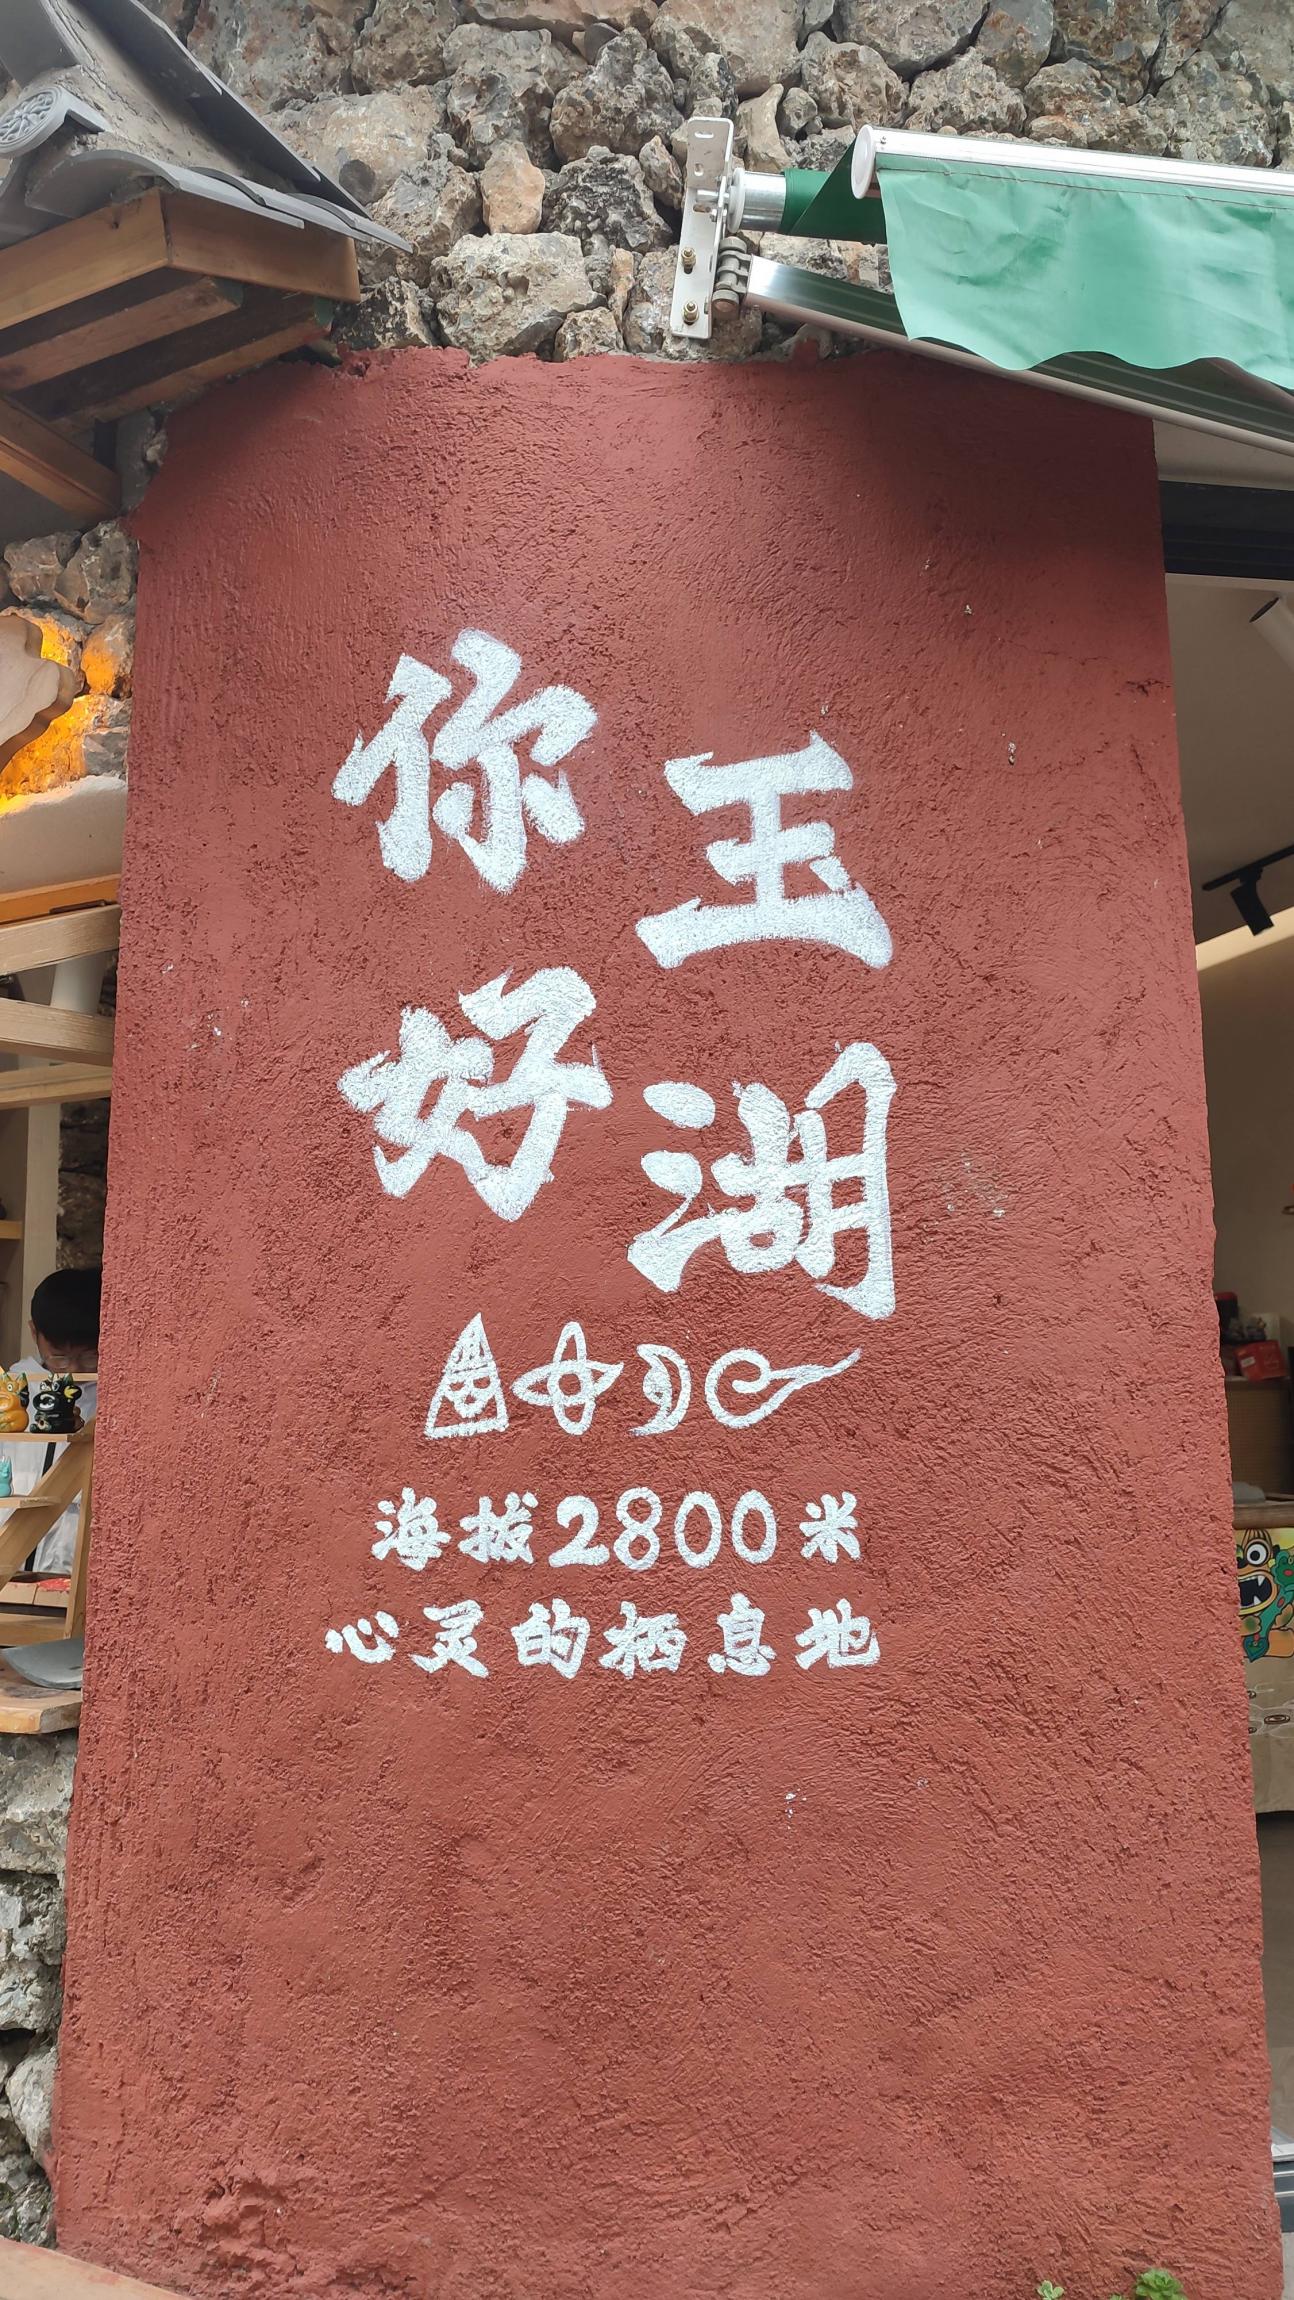 你好
玉湖
海拔2800米
心灵的栖息地